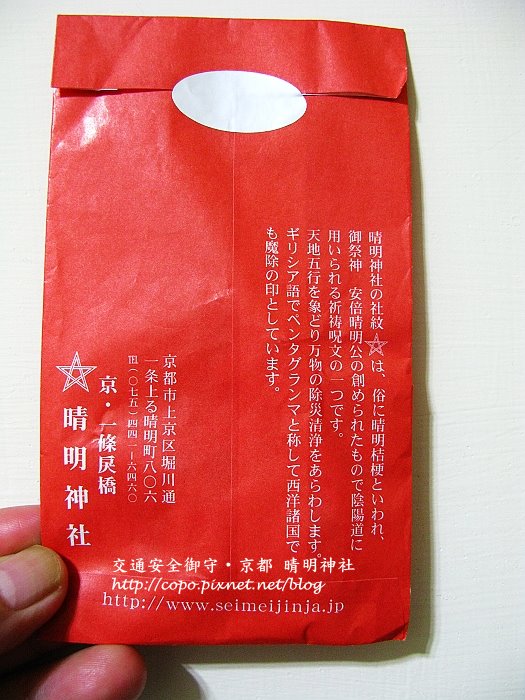 晴明神社の社紋☆は、俗に晴明桔梗といわれ、
御祭神 安倍晴明公の創められたもので陰陽道に
用いられる祈祷呪文の一つです。
天地五行を象どり万物の除災清浄をあらわします。
ギリシア語でペンタグランマと称して西洋諸国で
も魔除の印としています。
京都市上京区堀川通
一条上る晴明町八〇六
TEL(〇七五)四四一-六四六〇
京・一條戻橋
晴明神社
交通安全御守・京都 晴明神社
http://copo.pixnet.net/blog
http://www.seimeijinja.jp